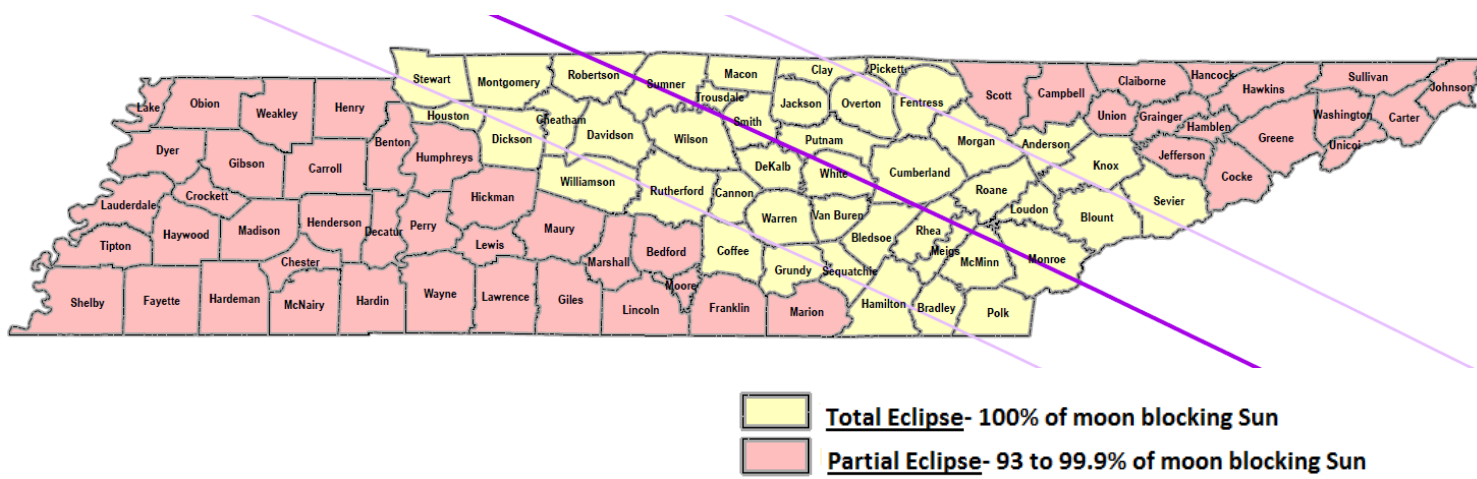 Stewart
Montgomery
Robertson
Sumner
Macon
Clay
Pickett
Trousdale
Jackson
Overton
Fentress
Scott
Campbell
Claiborne
Hancock
Hawkins
Sullivan
Johnson
Lake
Obion
Weakley
Henry
Houston
Cheatham
Davidson
Wilson
Smith
Putnam
Morgan
Anderson
Union
Grainger
Hamblen
Washington
Carter
Greene
Unicoi
Dyer
Gibson
Carroll
Benton
Humphreys
Dickson
Williamson
Rutherford
Cannon
DeKalb
White
Cumberland
Roane
Knox
Jefferson
Cocke
Sevier
Lauderdale
Crockett
Haywood
Madison
Henderson
Decatur
Perry
Hickman
Lewis
Maury
Marshall
Bedford
Coffee
Warren
Van Buren
Bledsoe
Rhea
Meigs
Loudon
Blount
Monroe
McMinn
Tipton
Chester
Moore
Grundy
Sequatchie
Shelby
Fayette
Hardeman
McNairy
Hardin
Wayne
Lawrence
Giles
Lincoln
Franklin
Marion
Hamilton
Bradley
Polk
Total Eclipse- 100% of moon blocking Sun
Partial Eclipse- 93 to 99.9% of moon blocking Sun